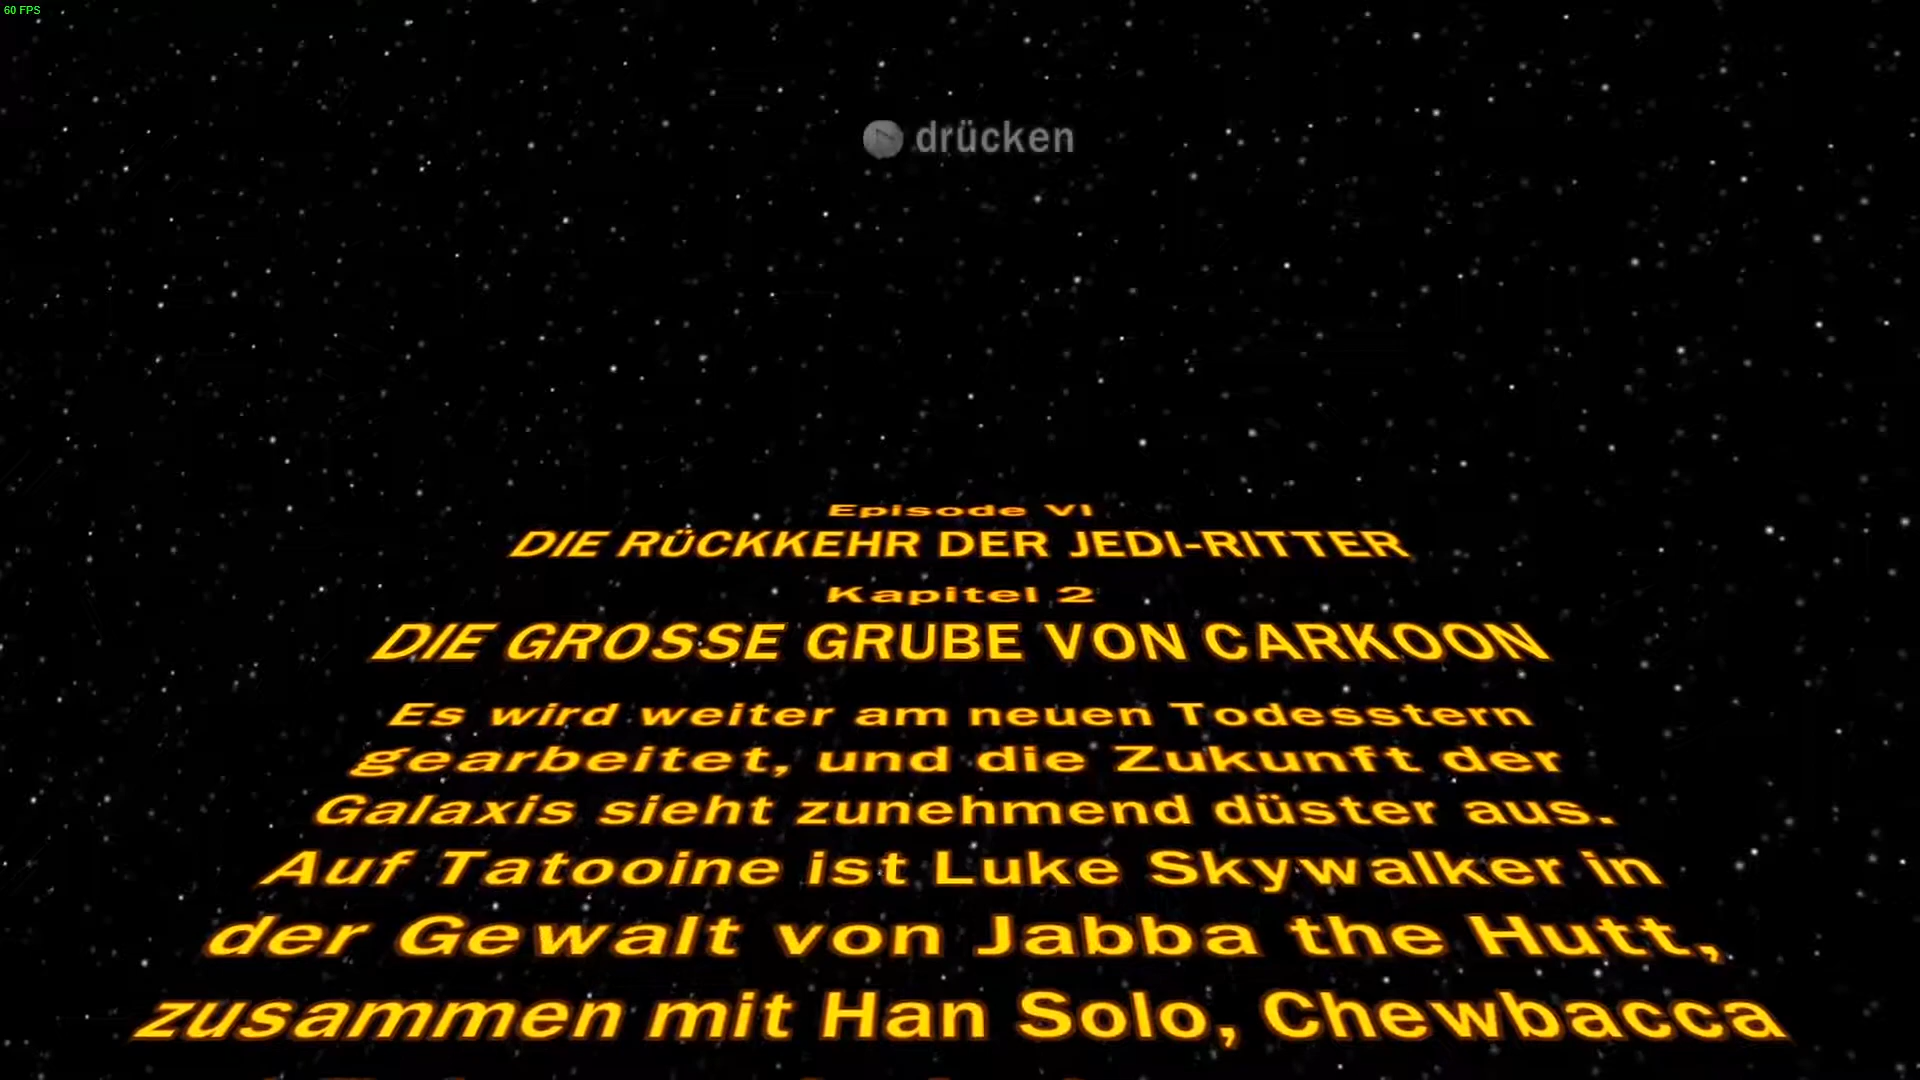 60 FPS
drücken
Episode VI
DIE RÜCKKEHR DER JEDI-RITTER
Kapitel 2
DIE GROSSE GRUBE VON CARKOON
Es wird weiter am neuen Todesstern
gearbeitet, und die Zukunft der
Galaxis sieht zunehmend düster aus.
Auf Tatooine ist Luke Skywalker in
der Gewalt von Jabba the Hutt,
zusammen mit Han Solo, Chewbacca